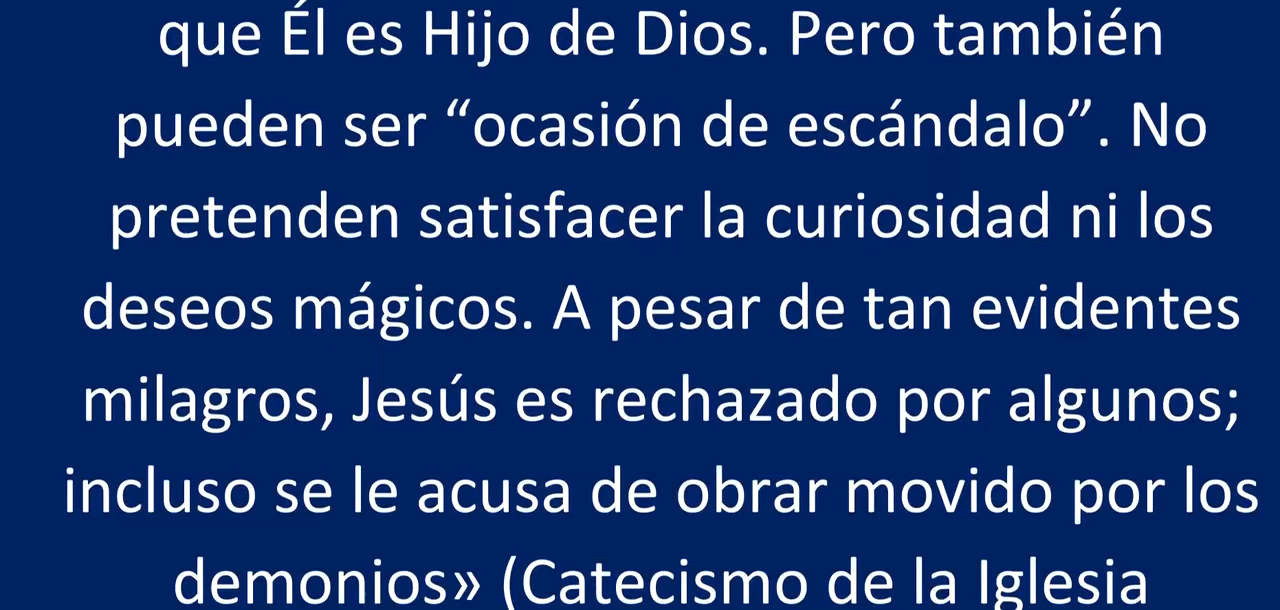 que Él es Hijo de Dios. Pero también
pueden ser “ocasión de escándalo”. No
pretenden satisfacer la curiosidad ni los
deseos mágicos. A pesar de tan evidentes
milagros, Jesús es rechazado por algunos;
incluso se le acusa de obrar movido por los
demonios» (Catecismo de la Iglesia